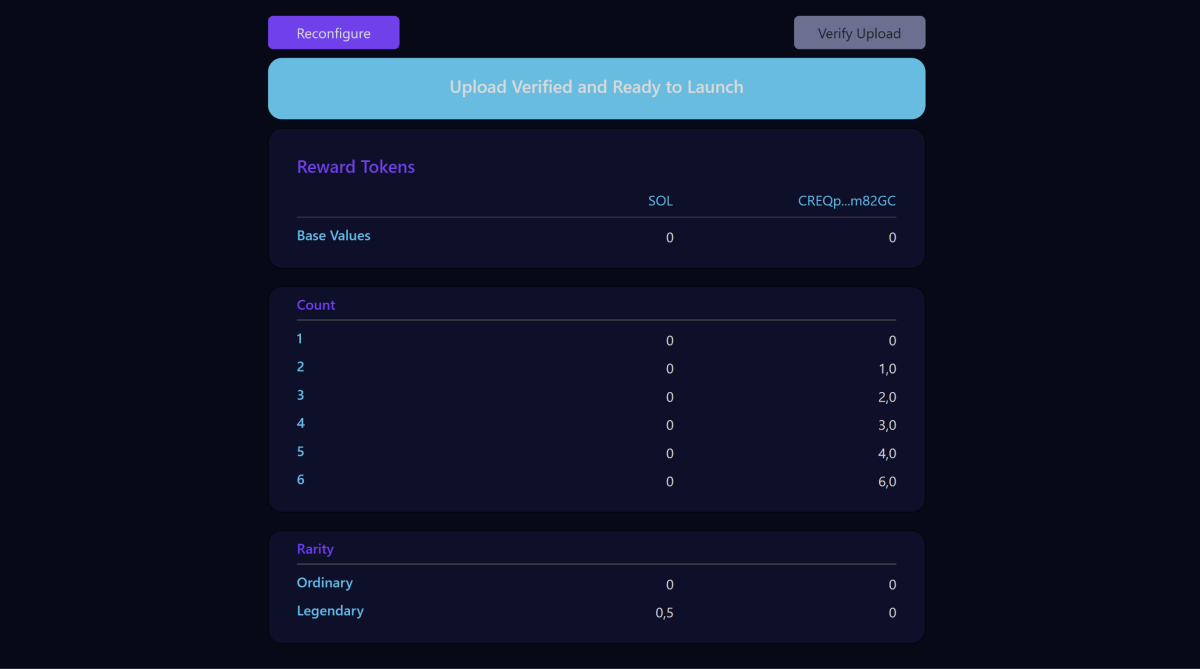 Reconfigure Verify Upload
Upload Verified and Ready to Launch
Reward Tokens
SOL CREQp...m82GC
Base Values 0 0
Count
1 0 0
2 0 1,0
3 0 2,0
4 0 3,0
5 0 4,0
6 0 6,0
Rarity
Ordinary 0 0
Legendary 0,5 0